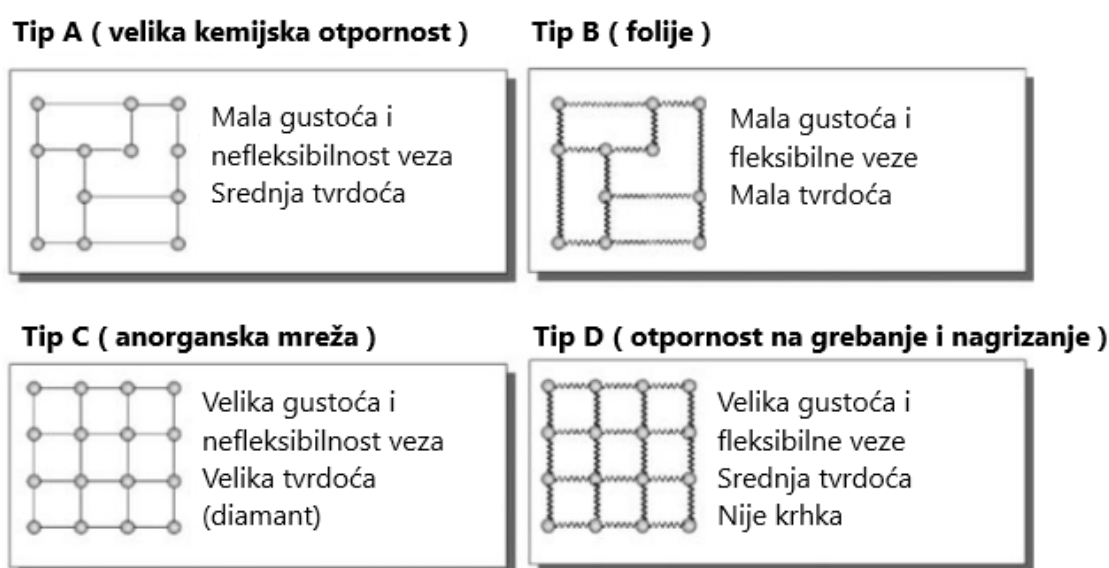 Tip A ( velika kemijska otpornost )
Mala gustoća i
nefleksibilnost veza
Srednja tvrdoća
Tip B ( folije )
Mala gustoća i
fleksibilne veze
Mala tvrdoća
Tip C ( anorganska mreža )
Velika gustoća i
nefleksibilnost veza
Velika tvrdoća
(diamant)
Tip D ( otpornost na grebanje i nagrizanje )
Velika gustoća i
fleksibilne veze
Srednja tvrdoća
Nije krhka